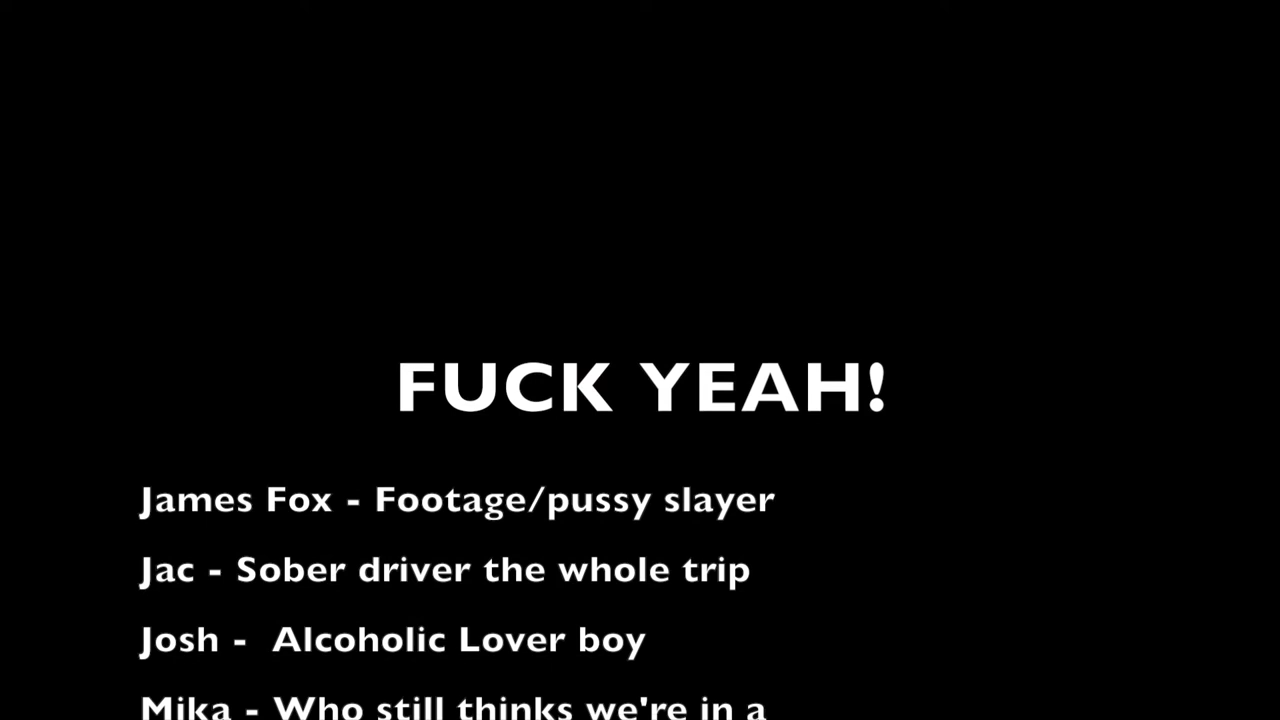 FUCK YEAH!
James Fox - Footage/pussy slayer
Jac - Sober driver the whole trip
Josh -  Alcoholic Lover boy
Mika - Who still thinks we're in a